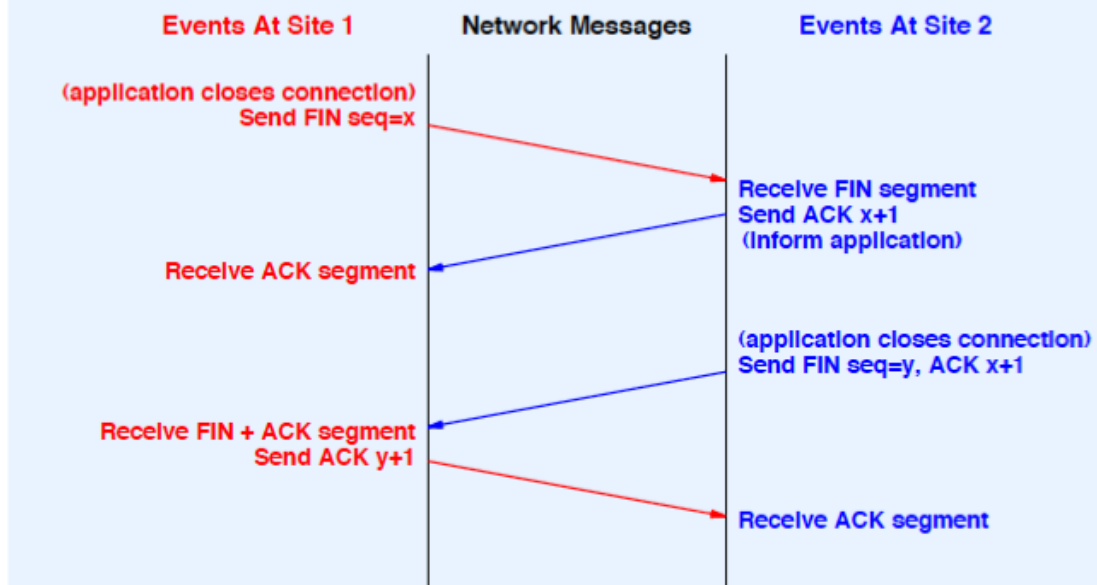 Events At Site 1
Network Messages
Events At Site 2
(application closes connection)
Send FIN seq=x
Receive FIN segment
Send ACK x+1
(inform application)
Receive ACK segment
(application closes connection)
Send FIN seq=y, ACK x+1
Receive FIN + ACK segment
Send ACK y+1
Receive ACK segment